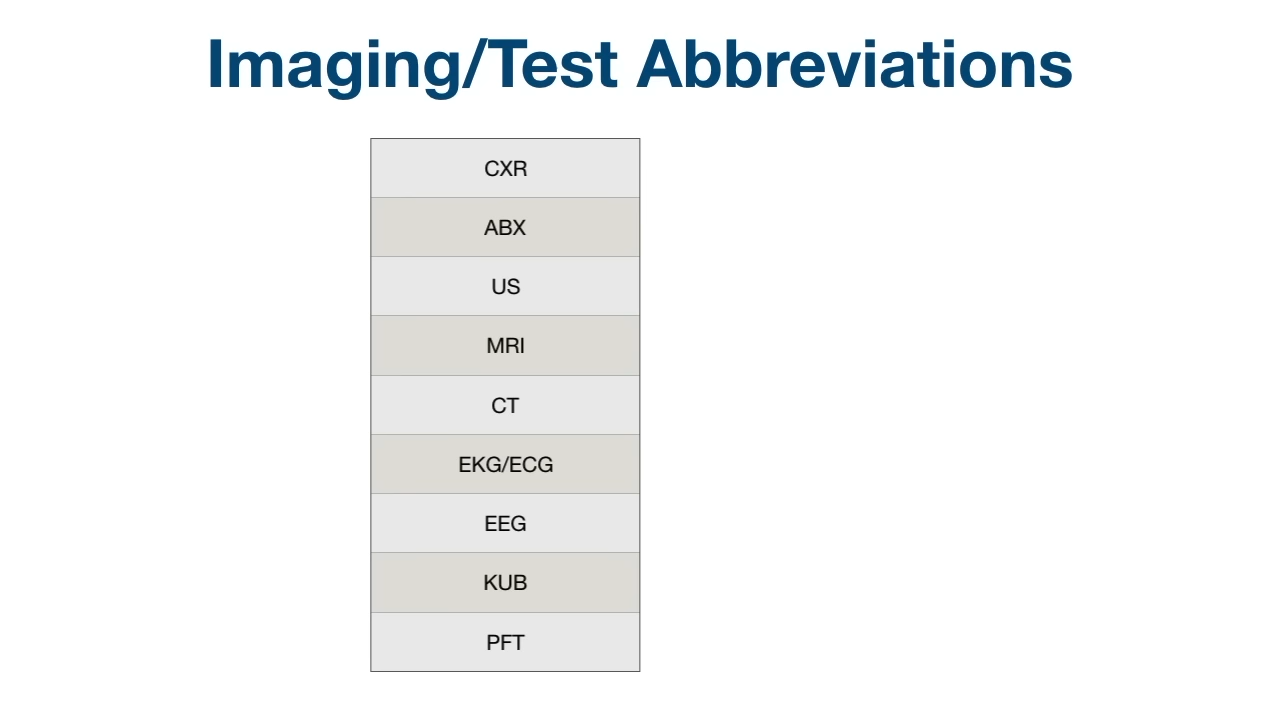 Imaging/Test Abbreviations
CXR
ABX
US
MRI
CT
EKG/ECG
EEG
KUB
PFT